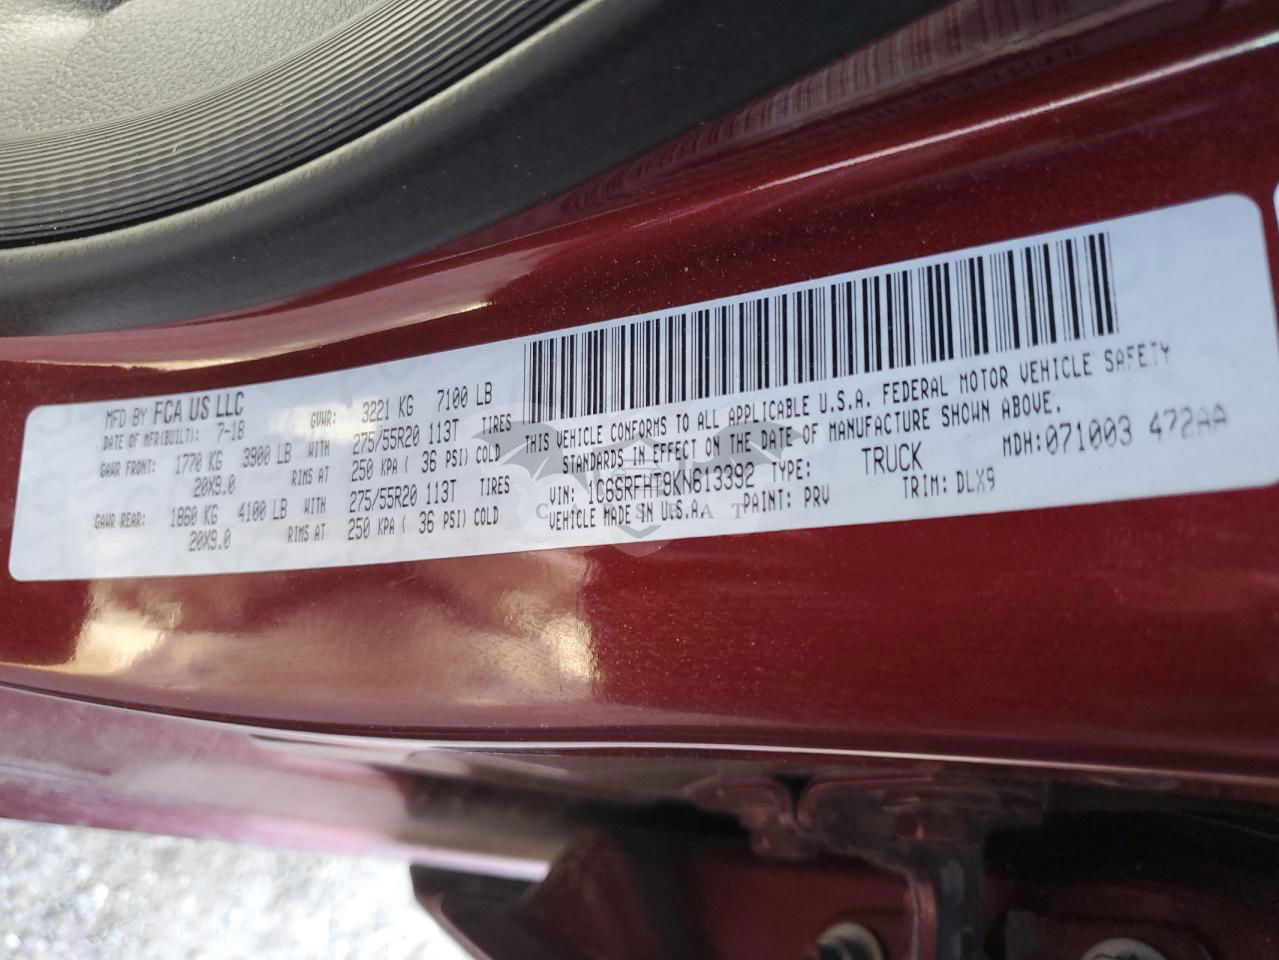 MFD BY FCA US LLC
DATE OF MFR(BUILT): 7-18
GVWR: 3221 KG 7100 LB
GAWR FRONT: 1770 KG 3900 LB WITH 275/55R20 113T TIRES
20X9.0 RIMS AT 250 KPA ( 36 PSI) COLD
GAWR REAR: 1860 KG 4100 LB WITH 275/55R20 113T TIRES
20X9.0 RIMS AT 250 KPA ( 36 PSI) COLD
THIS VEHICLE CONFORMS TO ALL APPLICABLE U.S.A. FEDERAL MOTOR VEHICLE SAFETY
STANDARDS IN EFFECT ON THE DATE OF MANUFACTURE SHOWN ABOVE.
VIN: 1C6SRFHT9KN613392 TYPE: TRUCK MDH:071003 472AA
VEHICLE MADE IN U.S.A. PAINT: PRV TRIM: DLX9